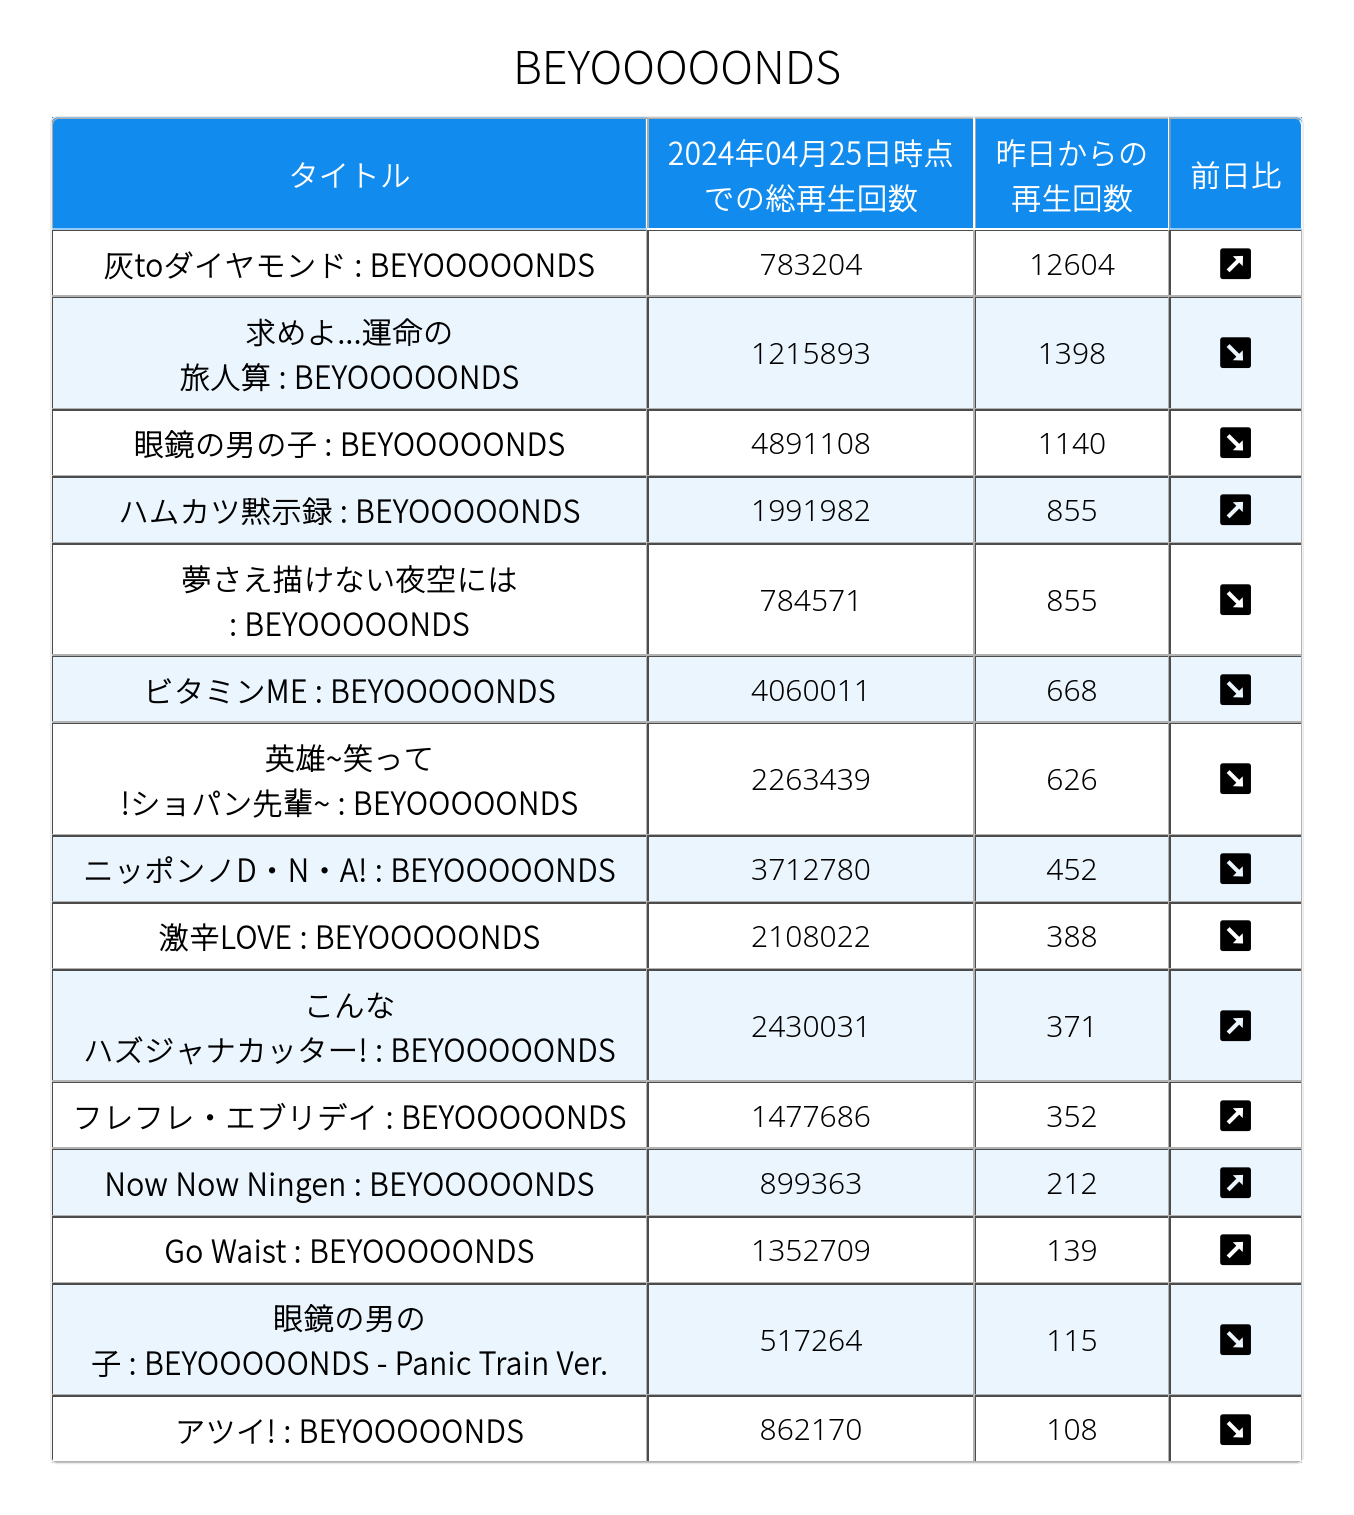 BEYOOOOONDS
タイトル
2024年04月25日時点
での総再生回数
昨日からの
再生回数
前日比
灰toダイヤモンド : BEYOOOOONDS
783204
12604
求めよ...運命の
旅人算 : BEYOOOOONDS
1215893
1398
眼鏡の男の子 : BEYOOOOONDS
4891108
1140
ハムカツ黙示録 : BEYOOOOONDS
1991982
855
夢さえ描けない夜空には
: BEYOOOOONDS
784571
855
ビタミンME : BEYOOOOONDS
4060011
668
英雄~笑って
!ショパン先輩~ : BEYOOOOONDS
2263439
626
ニッポンノD・N・A! : BEYOOOOONDS
3712780
452
激辛LOVE : BEYOOOOONDS
2108022
388
こんな
ハズジャナカッター! : BEYOOOOONDS
2430031
371
フレフレ・エブリデイ : BEYOOOOONDS
1477686
352
Now Now Ningen : BEYOOOOONDS
899363
212
Go Waist : BEYOOOOONDS
1352709
139
眼鏡の男の
子 : BEYOOOOONDS - Panic Train Ver.
517264
115
アツイ! : BEYOOOOONDS
862170
108